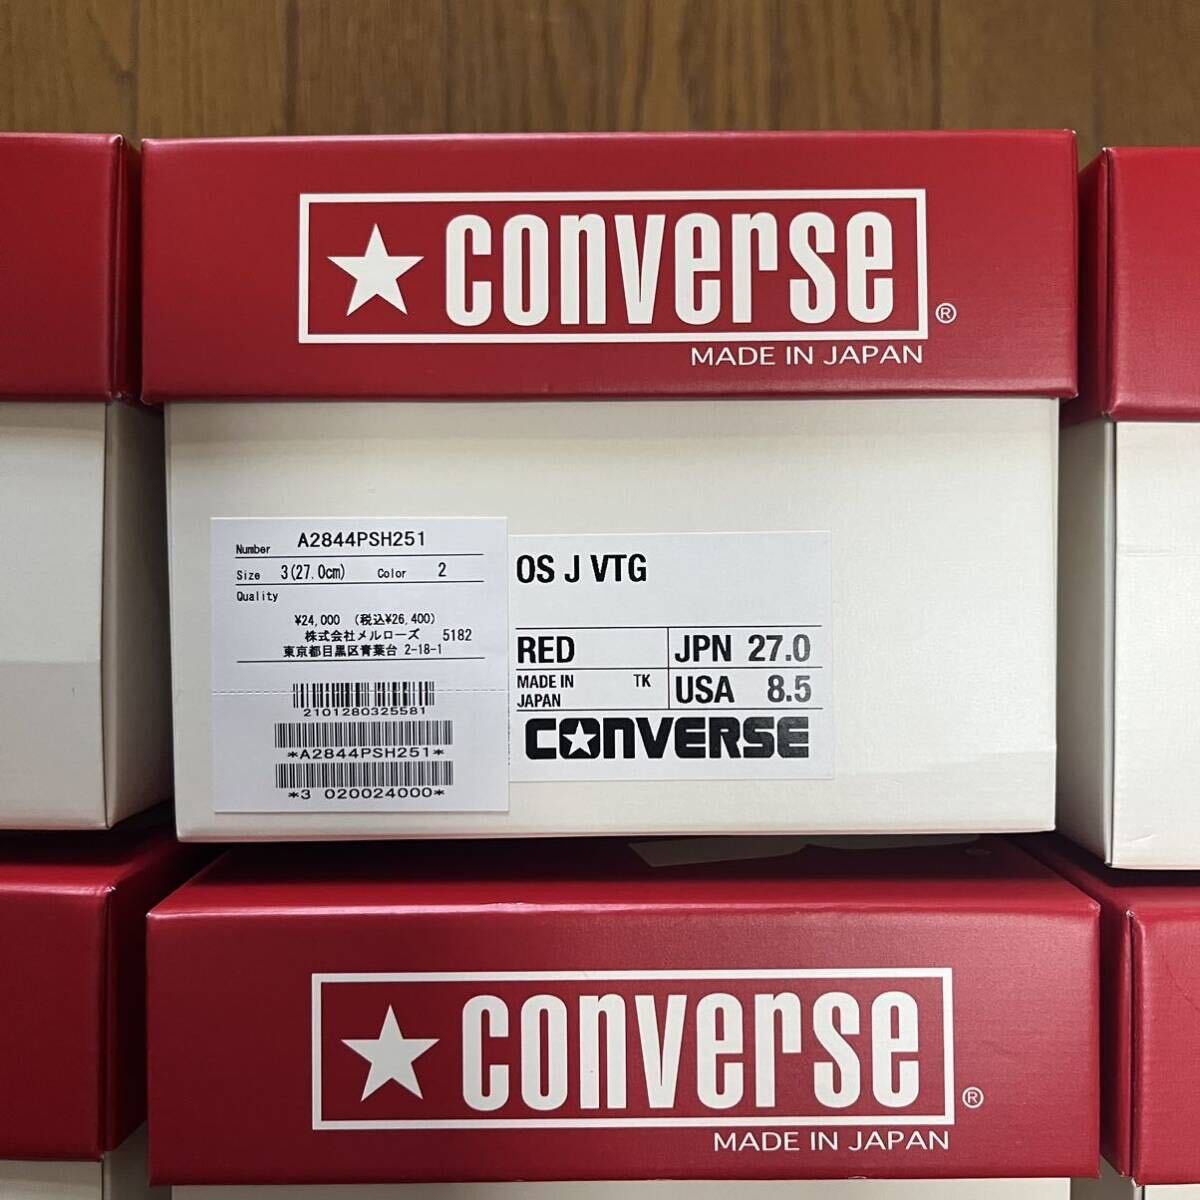 ★ converse ®
MADE IN JAPAN
Number A2844PSH251
Size 3(27.0cm) Color 2
Quality
¥24,000 (税込¥26,400)
株式会社メルローズ 5182
東京都目黒区青葉台 2-18-1
2101280325581
*A2844PSH251*
*3 020024000*
OS J VTG
RED JPN 27.0
MADE IN JAPAN TK USA 8.5
CONVERSE
★ converse ®
MADE IN JAPAN